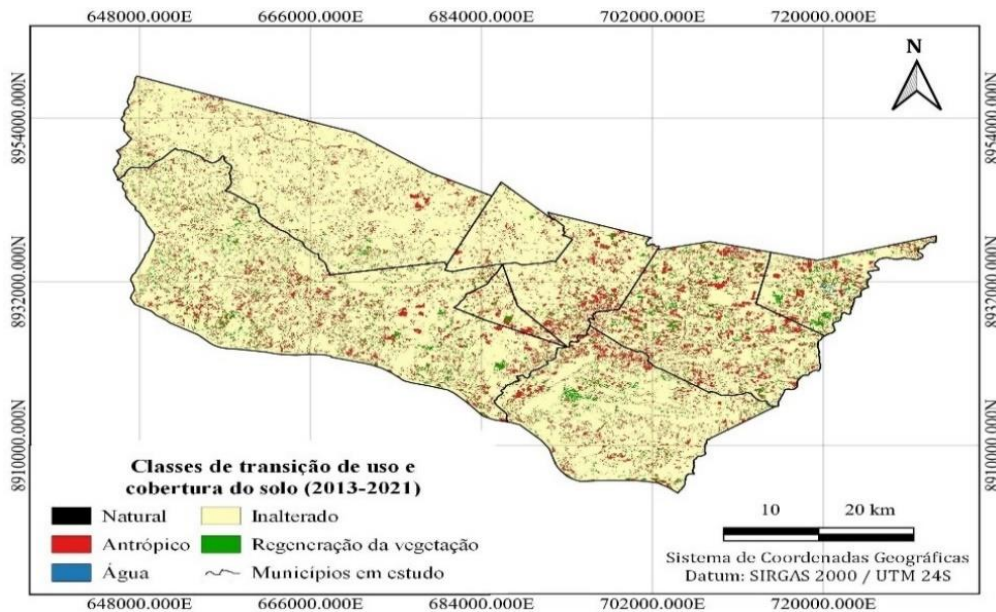 648000.000E 666000.000E 684000.000E 702000.000E 720000.000E
8954000.000N
8932000.000N
8910000.000N
N
8954000.000N
8932000.000N
8910000.000N
Classes de transição de uso e
cobertura do solo (2013-2021)
Natural
Inalterado
Antrópico
Regeneração da vegetação
Água
Municípios em estudo
10 20 km
Sistema de Coordenadas Geográficas
Datum: SIRGAS 2000 / UTM 24S
648000.000E 666000.000E 684000.000E 702000.000E 720000.000E